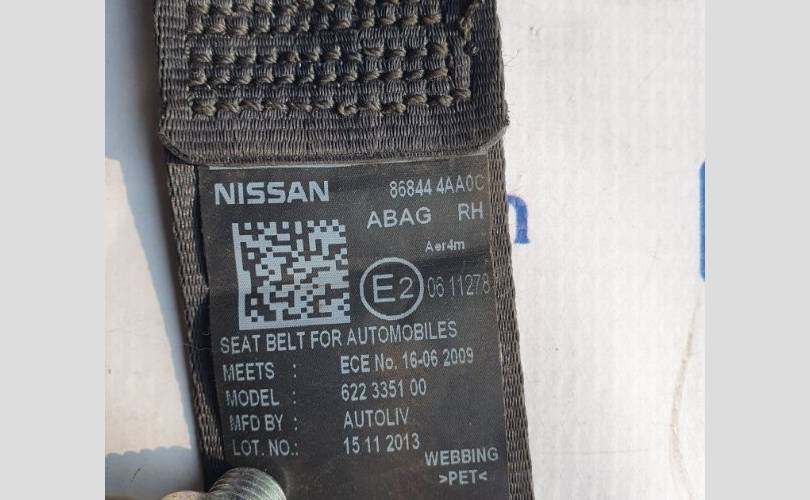 NISSAN 86844 4AA0C
ABAG RH
Aer4m
E2 06 11278
SEAT BELT FOR AUTOMOBILES
MEETS : ECE No. 16-06 2009
MODEL : 622 3351 00
MFD BY : AUTOLIV
LOT. NO.: 15 11 2013
WEBBING
>PET<